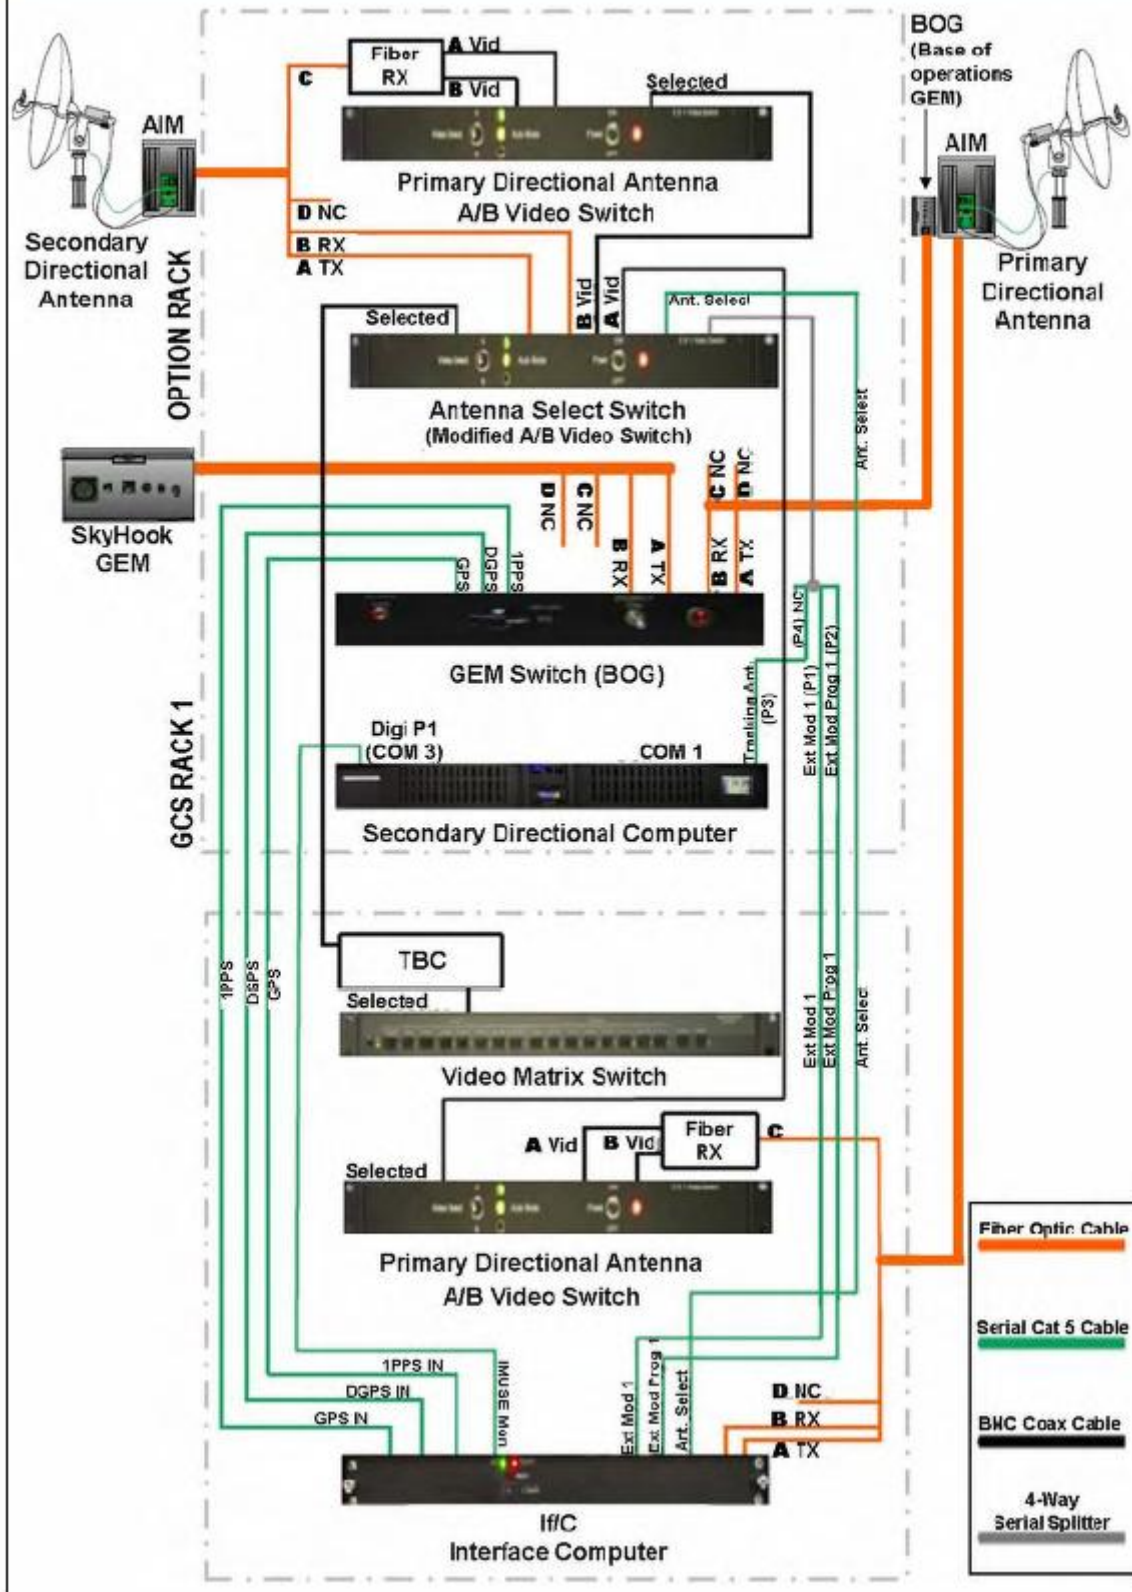 BOG
(Base of
operations
GEM)
Fiber
RX
A Vid
B Vid
C
Selected
AIM
AIM
Primary Directional Antenna
A/B Video Switch
D NC
B RX
A TX
Secondary
Directional
Antenna
Primary
Directional
Antenna
OPTION RACK
Selected
B Vid
A Vid
Ant. Select
Antenna Select Switch
(Modified A/B Video Switch)
Ant. Select
SkyHook
GEM
D NC
C NC
B RX
A TX
C NC
D NC
B RX
A TX
GPS
DGPS
1PPS
GEM Switch (BOG)
(P4) NC
Tracking Ant.
(P3)
Ext Mod 1 (P1)
Ext Mod Prog 1 (P2)
GCS RACK 1
Digi P1
(COM 3)
COM 1
Secondary Directional Computer
1PPS
DGPS
GPS
TBC
Selected
Ext Mod 1
Ext Mod Prog 1
Ant. Select
Video Matrix Switch
A Vid
B Vid
Fiber
RX
C
Selected
Primary Directional Antenna
A/B Video Switch
1PPS IN
DGPS IN
GPS IN
IMUSE Mon
Ext Mod 1
Ext Mod Prog 1
Ant. Select
D NC
B RX
A TX
If/C
Interface Computer
Fiber Optic Cable
Serial Cat 5 Cable
BNC Coax Cable
4-Way
Serial Splitter